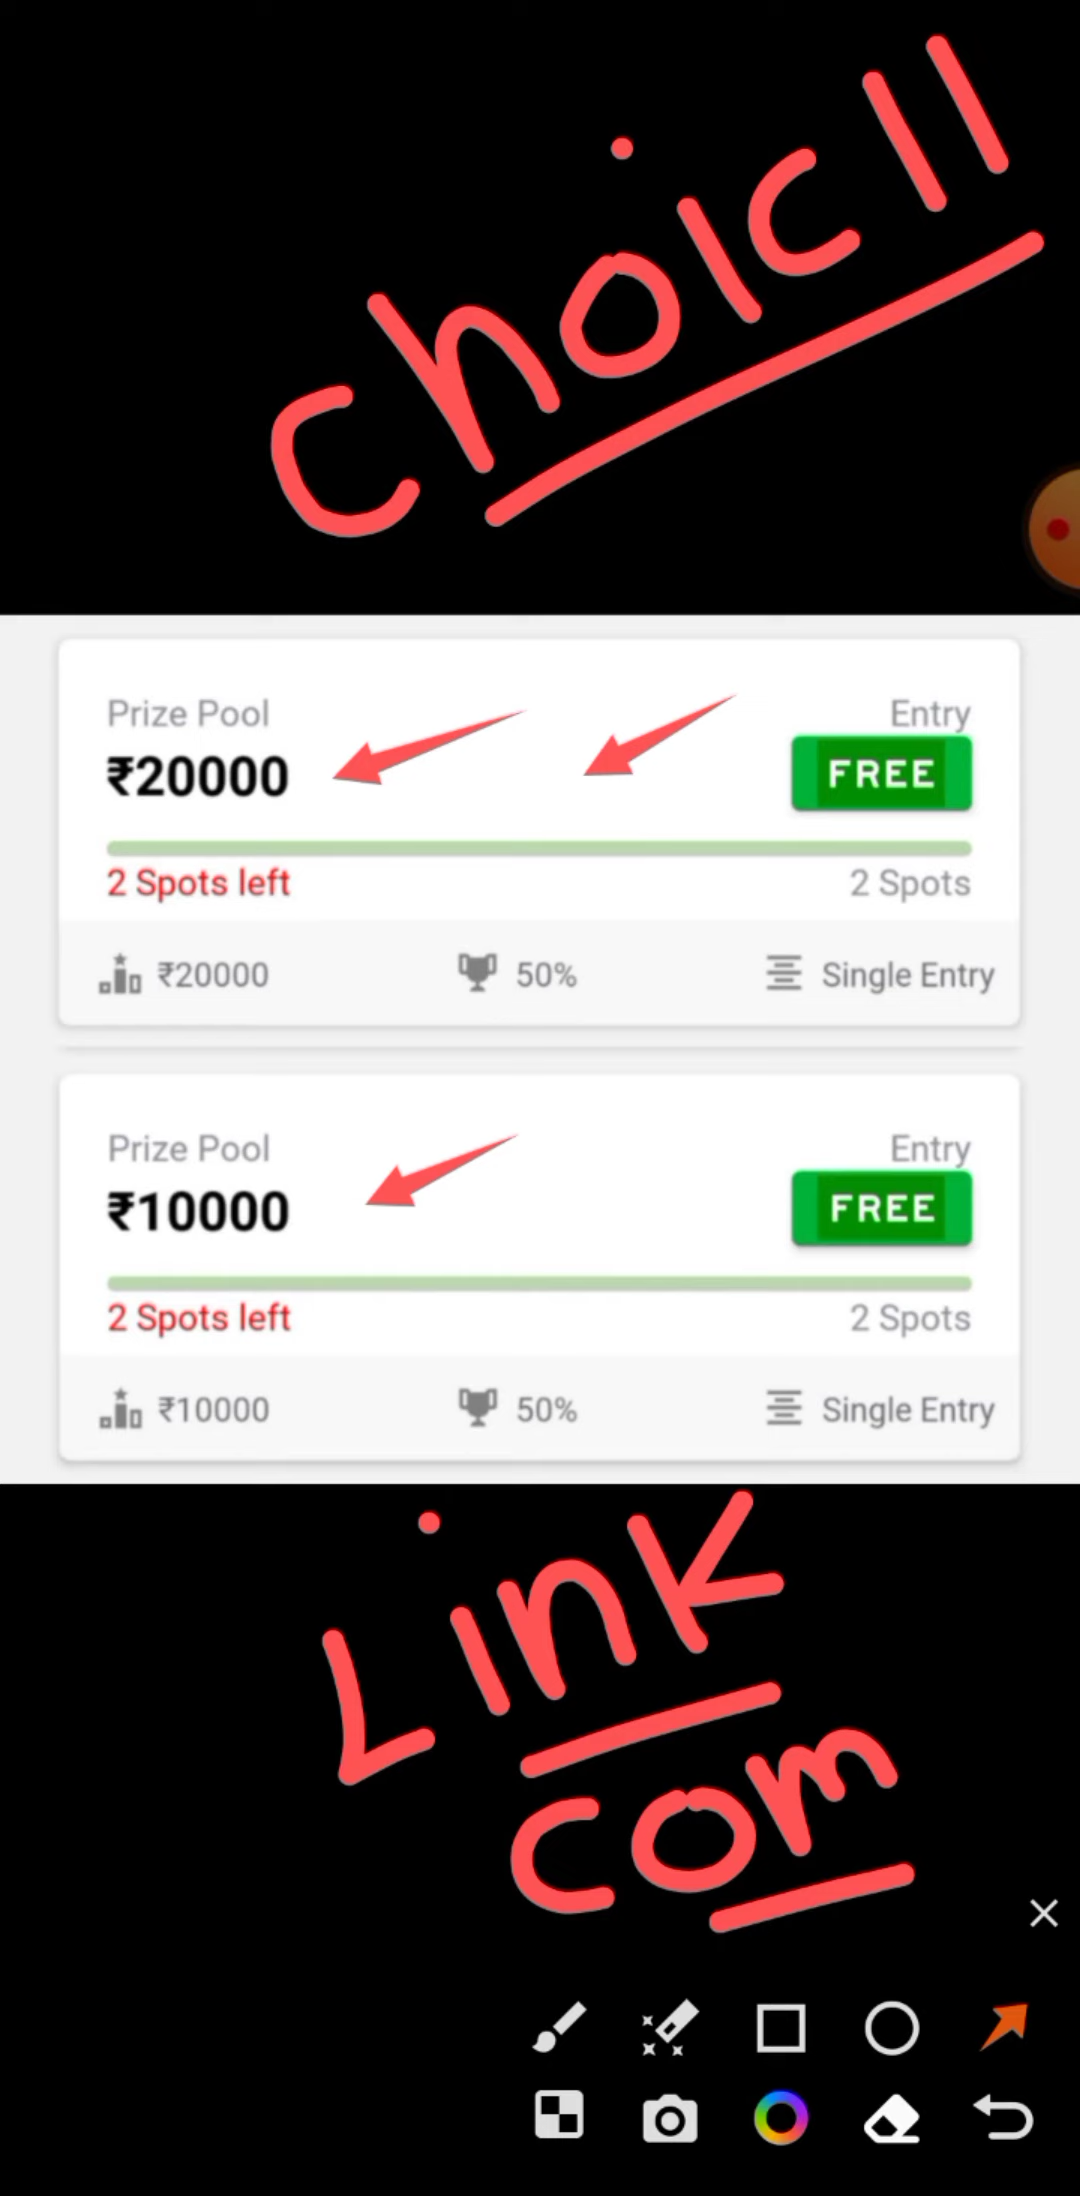 choic11
Prize Pool Entry
₹20000 FREE
2 Spots left 2 Spots
₹20000 50% Single Entry
Prize Pool Entry
₹10000 FREE
2 Spots left 2 Spots
₹10000 50% Single Entry
Link
com